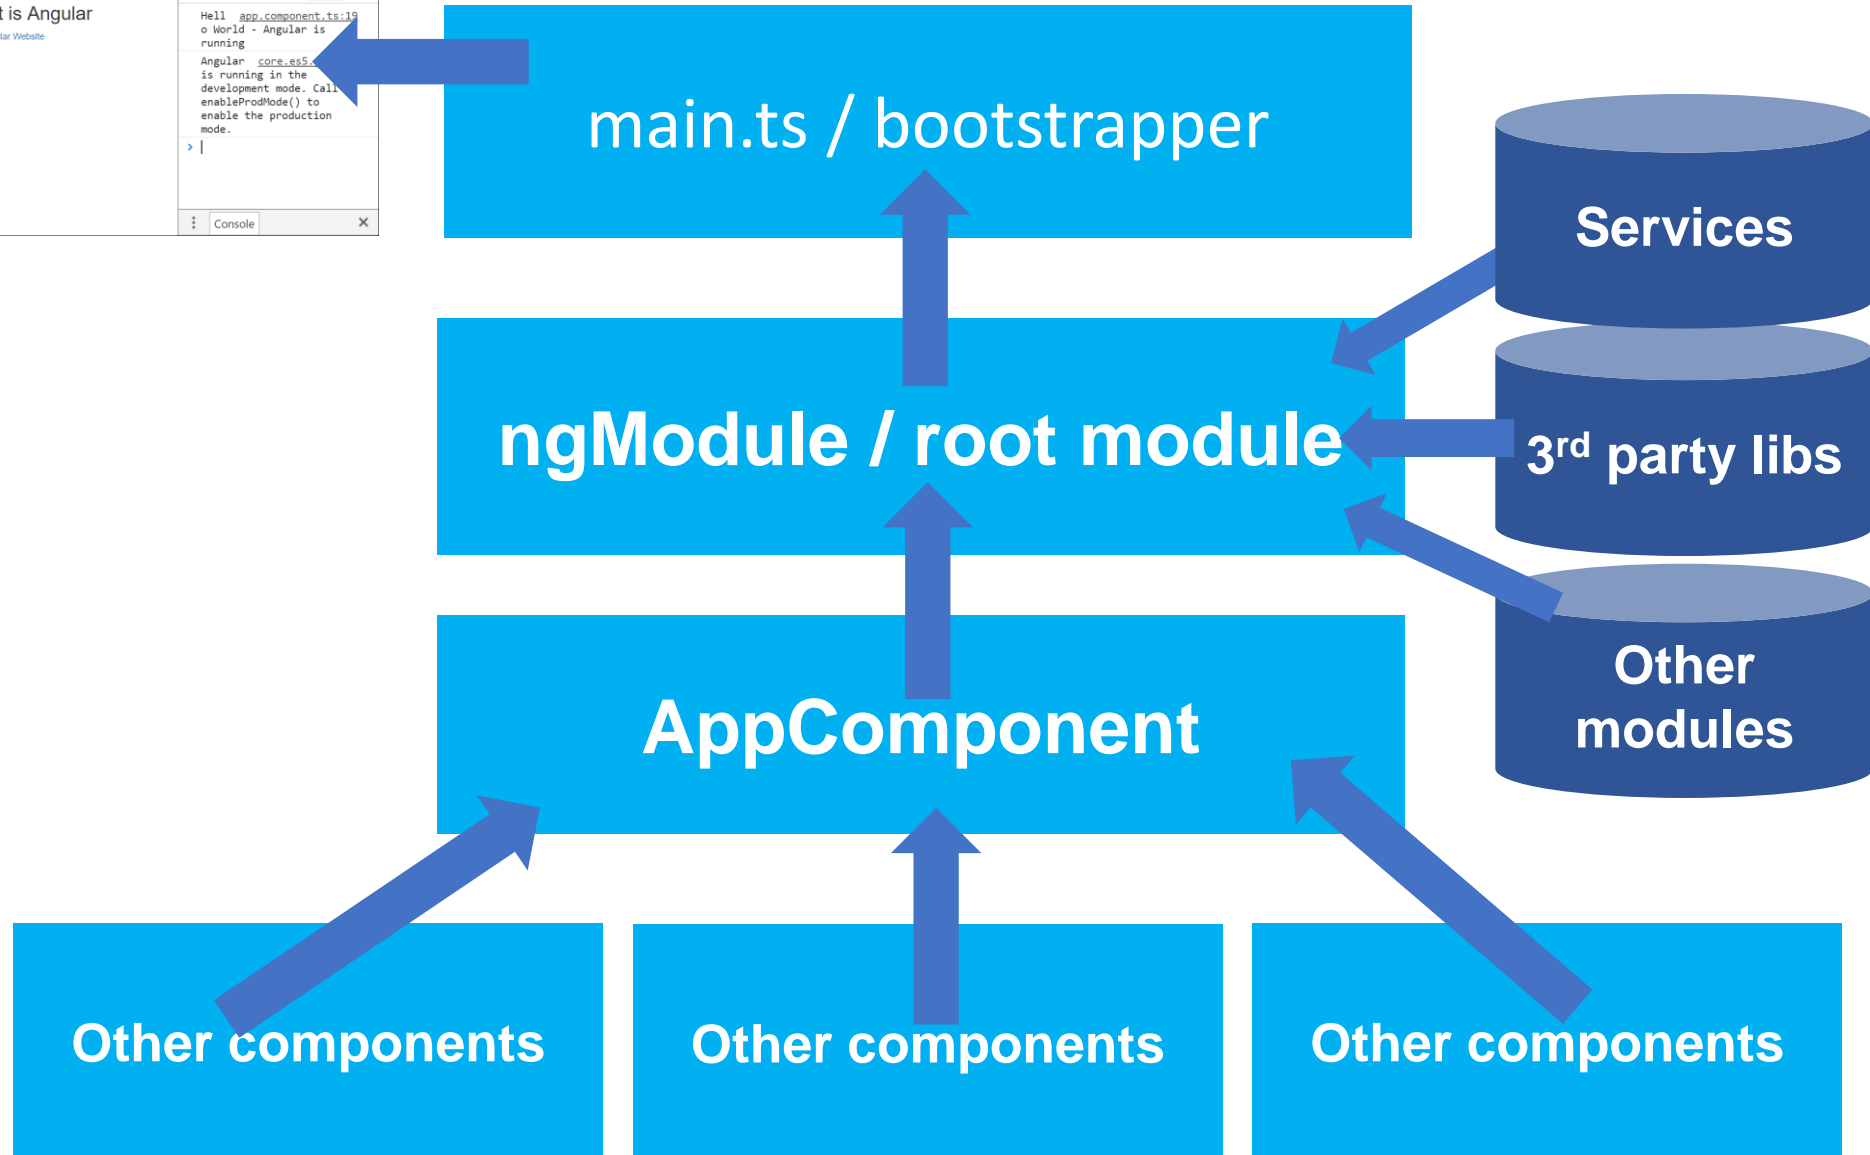 t is Angular
lar Website
Hell app.component.ts:19
o World - Angular is
running
Angular core.es5.
is running in the
development mode. Call
enableProdMode() to
enable the production
mode.
>
Console
main.ts / bootstrapper
Services
ngModule / root module
3rd party libs
AppComponent
Other
modules
Other components
Other components
Other components